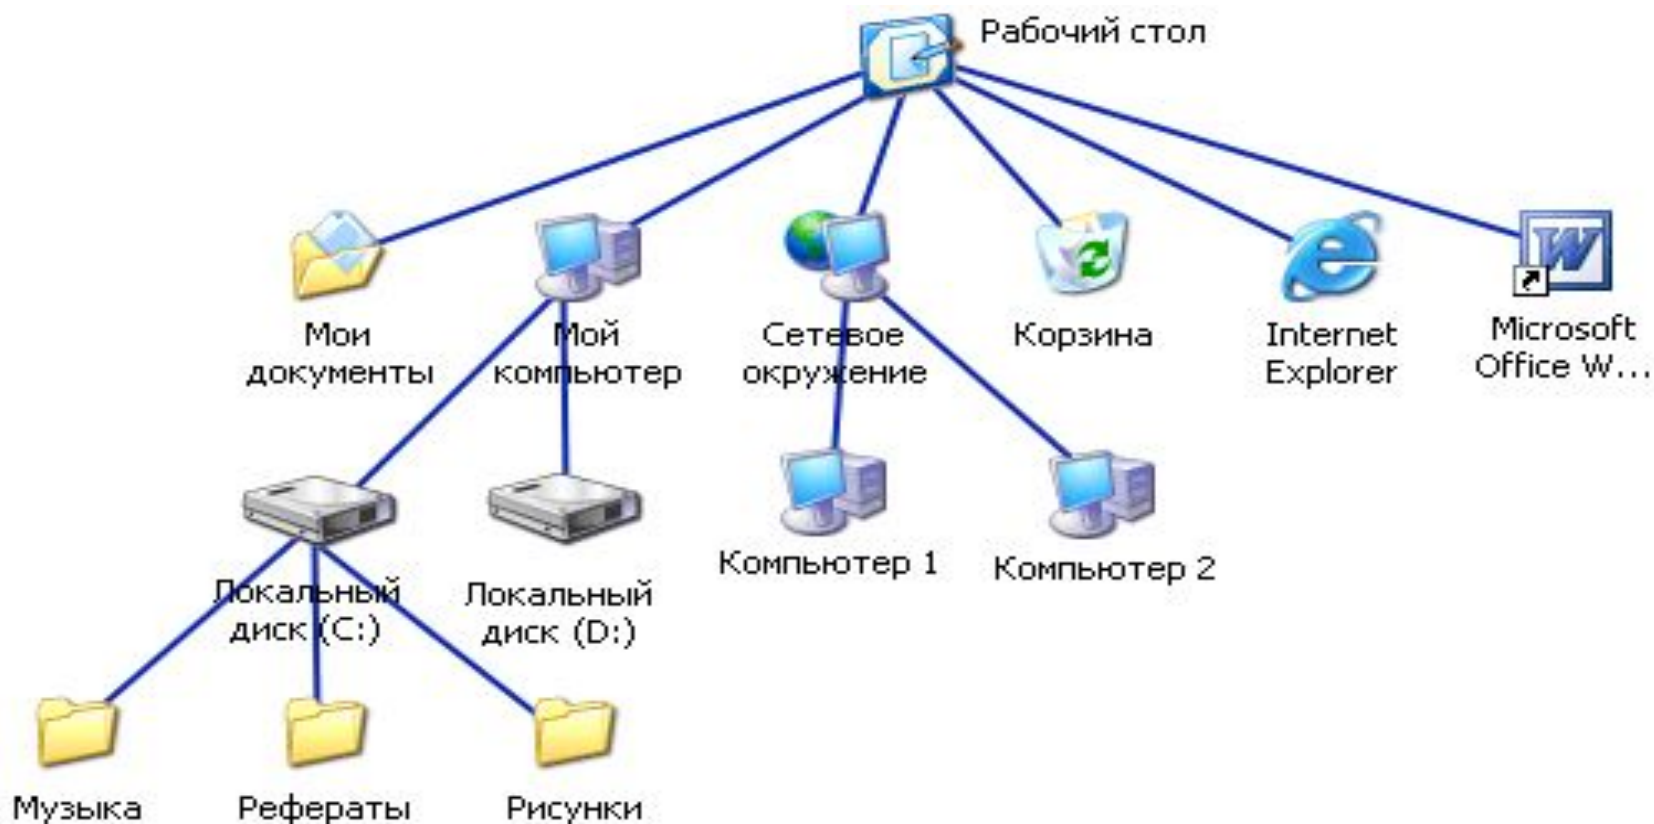 Рабочий стол
Мои
документы
Мой
компьютер
Сетевое
окружение
Корзина
Internet
Explorer
Microsoft
Office W...
Локальный
диск (C:)
Локальный
диск (D:)
Компьютер 1
Компьютер 2
Музыка
Рефераты
Рисунки